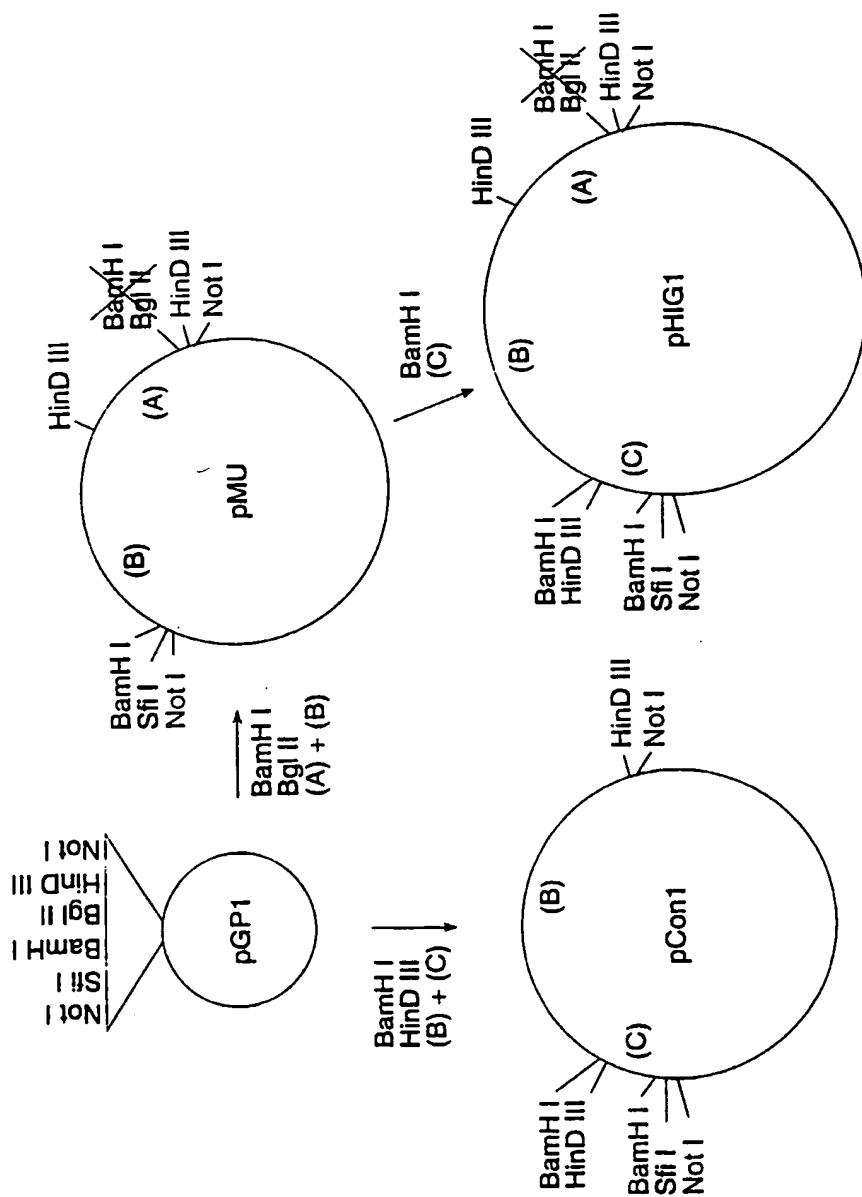 Not I
Sfi I
BamH I
Bgl II
HinD III
Not I
pGP1
BamH I
Bgl II
(A) + (B)
BamH I
Sfi I
Not I
(B)
pMU
(A)
HinD III
BamH I
Bgl II
HinD III
Not I
BamH I
HinD III
(B) + (C)
BamH I
(C)
BamH I
HinD III
(C)
BamH I
Sfi I
Not I
(B)
pCon1
HinD III
Not I
BamH I
HinD III
(C)
BamH I
Sfi I
Not I
(B)
pHIG1
(A)
HinD III
BamH I
Bgl II
HinD III
Not I